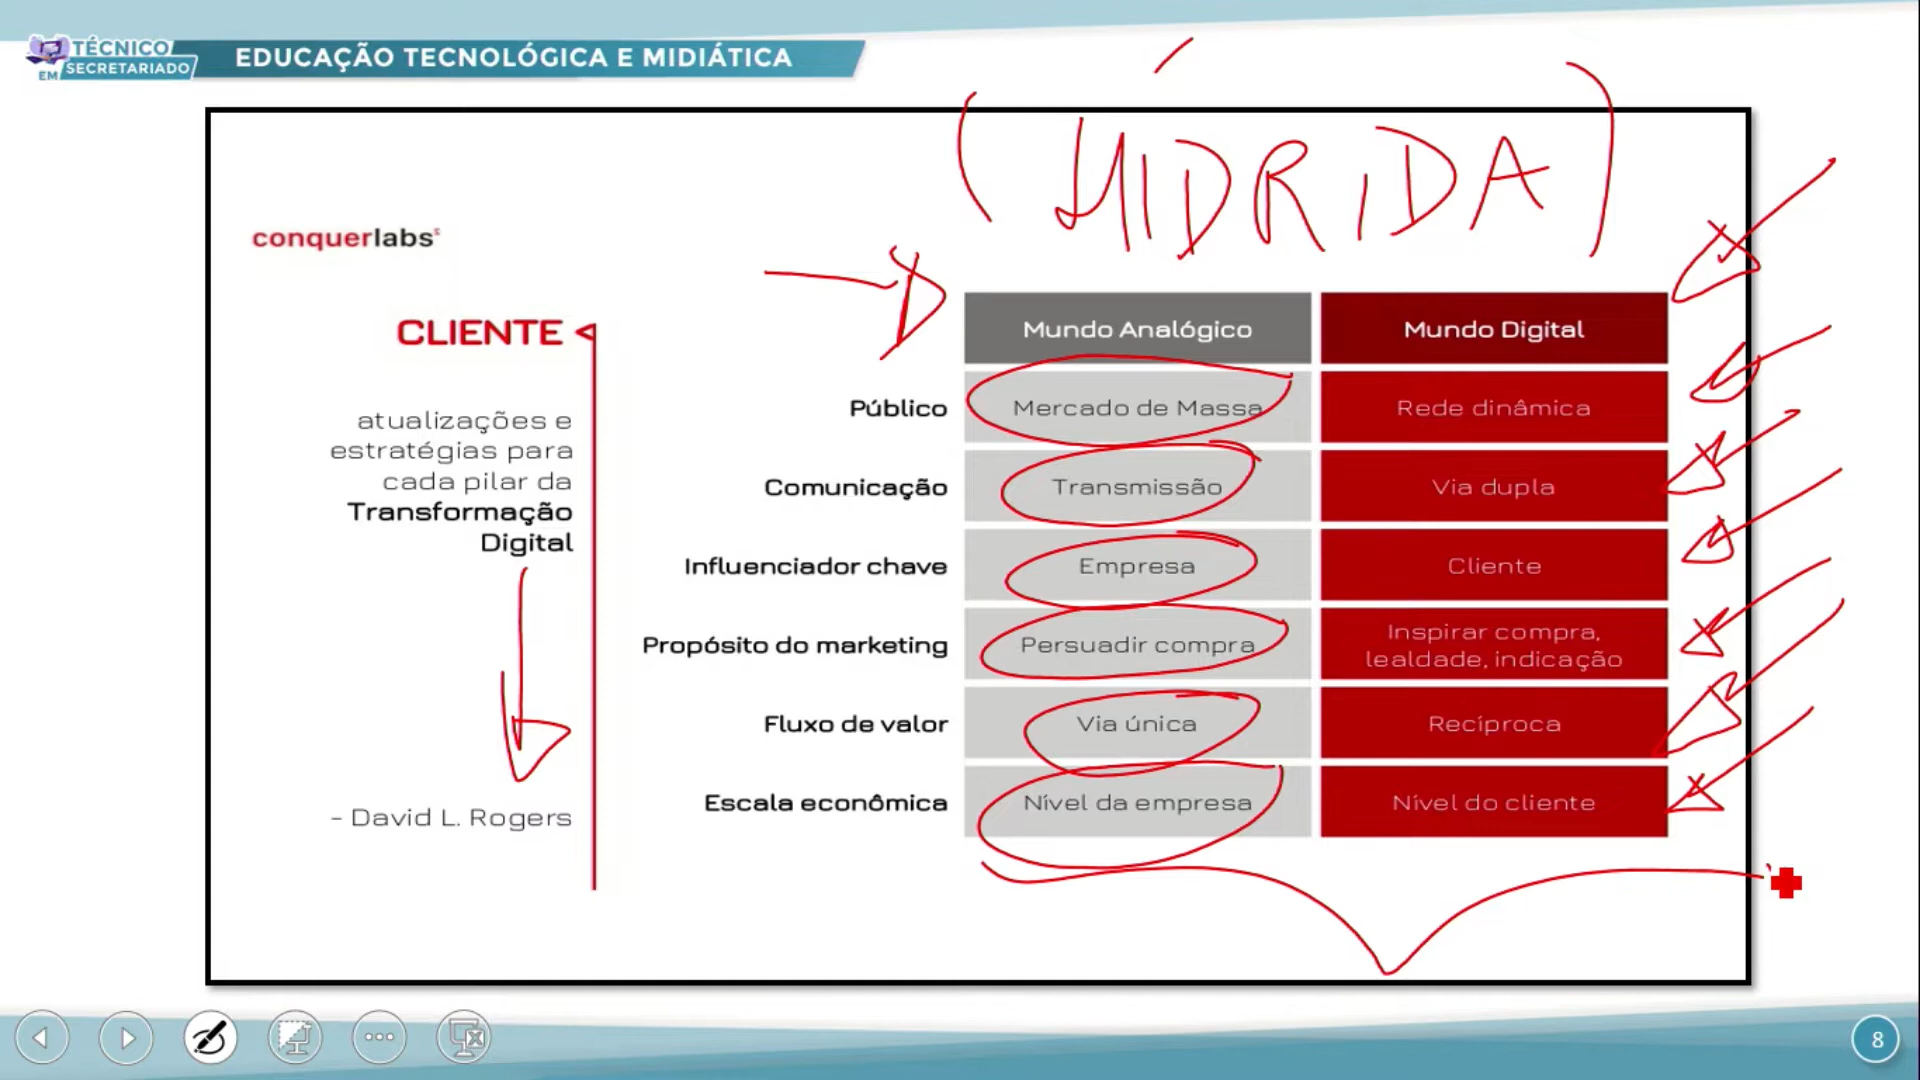 TÉCNICO
EM SECRETARIADO
EDUCAÇÃO TECNOLÓGICA E MIDIÁTICA
(HÍDRIDA)
conquerlabs
CLIENTE
atualizações e
estratégias para
cada pilar da
Transformação
Digital
- David L. Rogers
Mundo Analógico Mundo Digital
Público Mercado de Massa Rede dinâmica
Comunicação Transmissão Via dupla
Influenciador chave Empresa Cliente
Propósito do marketing Persuadir compra Inspirar compra,
lealdade, indicação
Fluxo de valor Via única Recíproca
Escala econômica Nível da empresa Nível do cliente
8